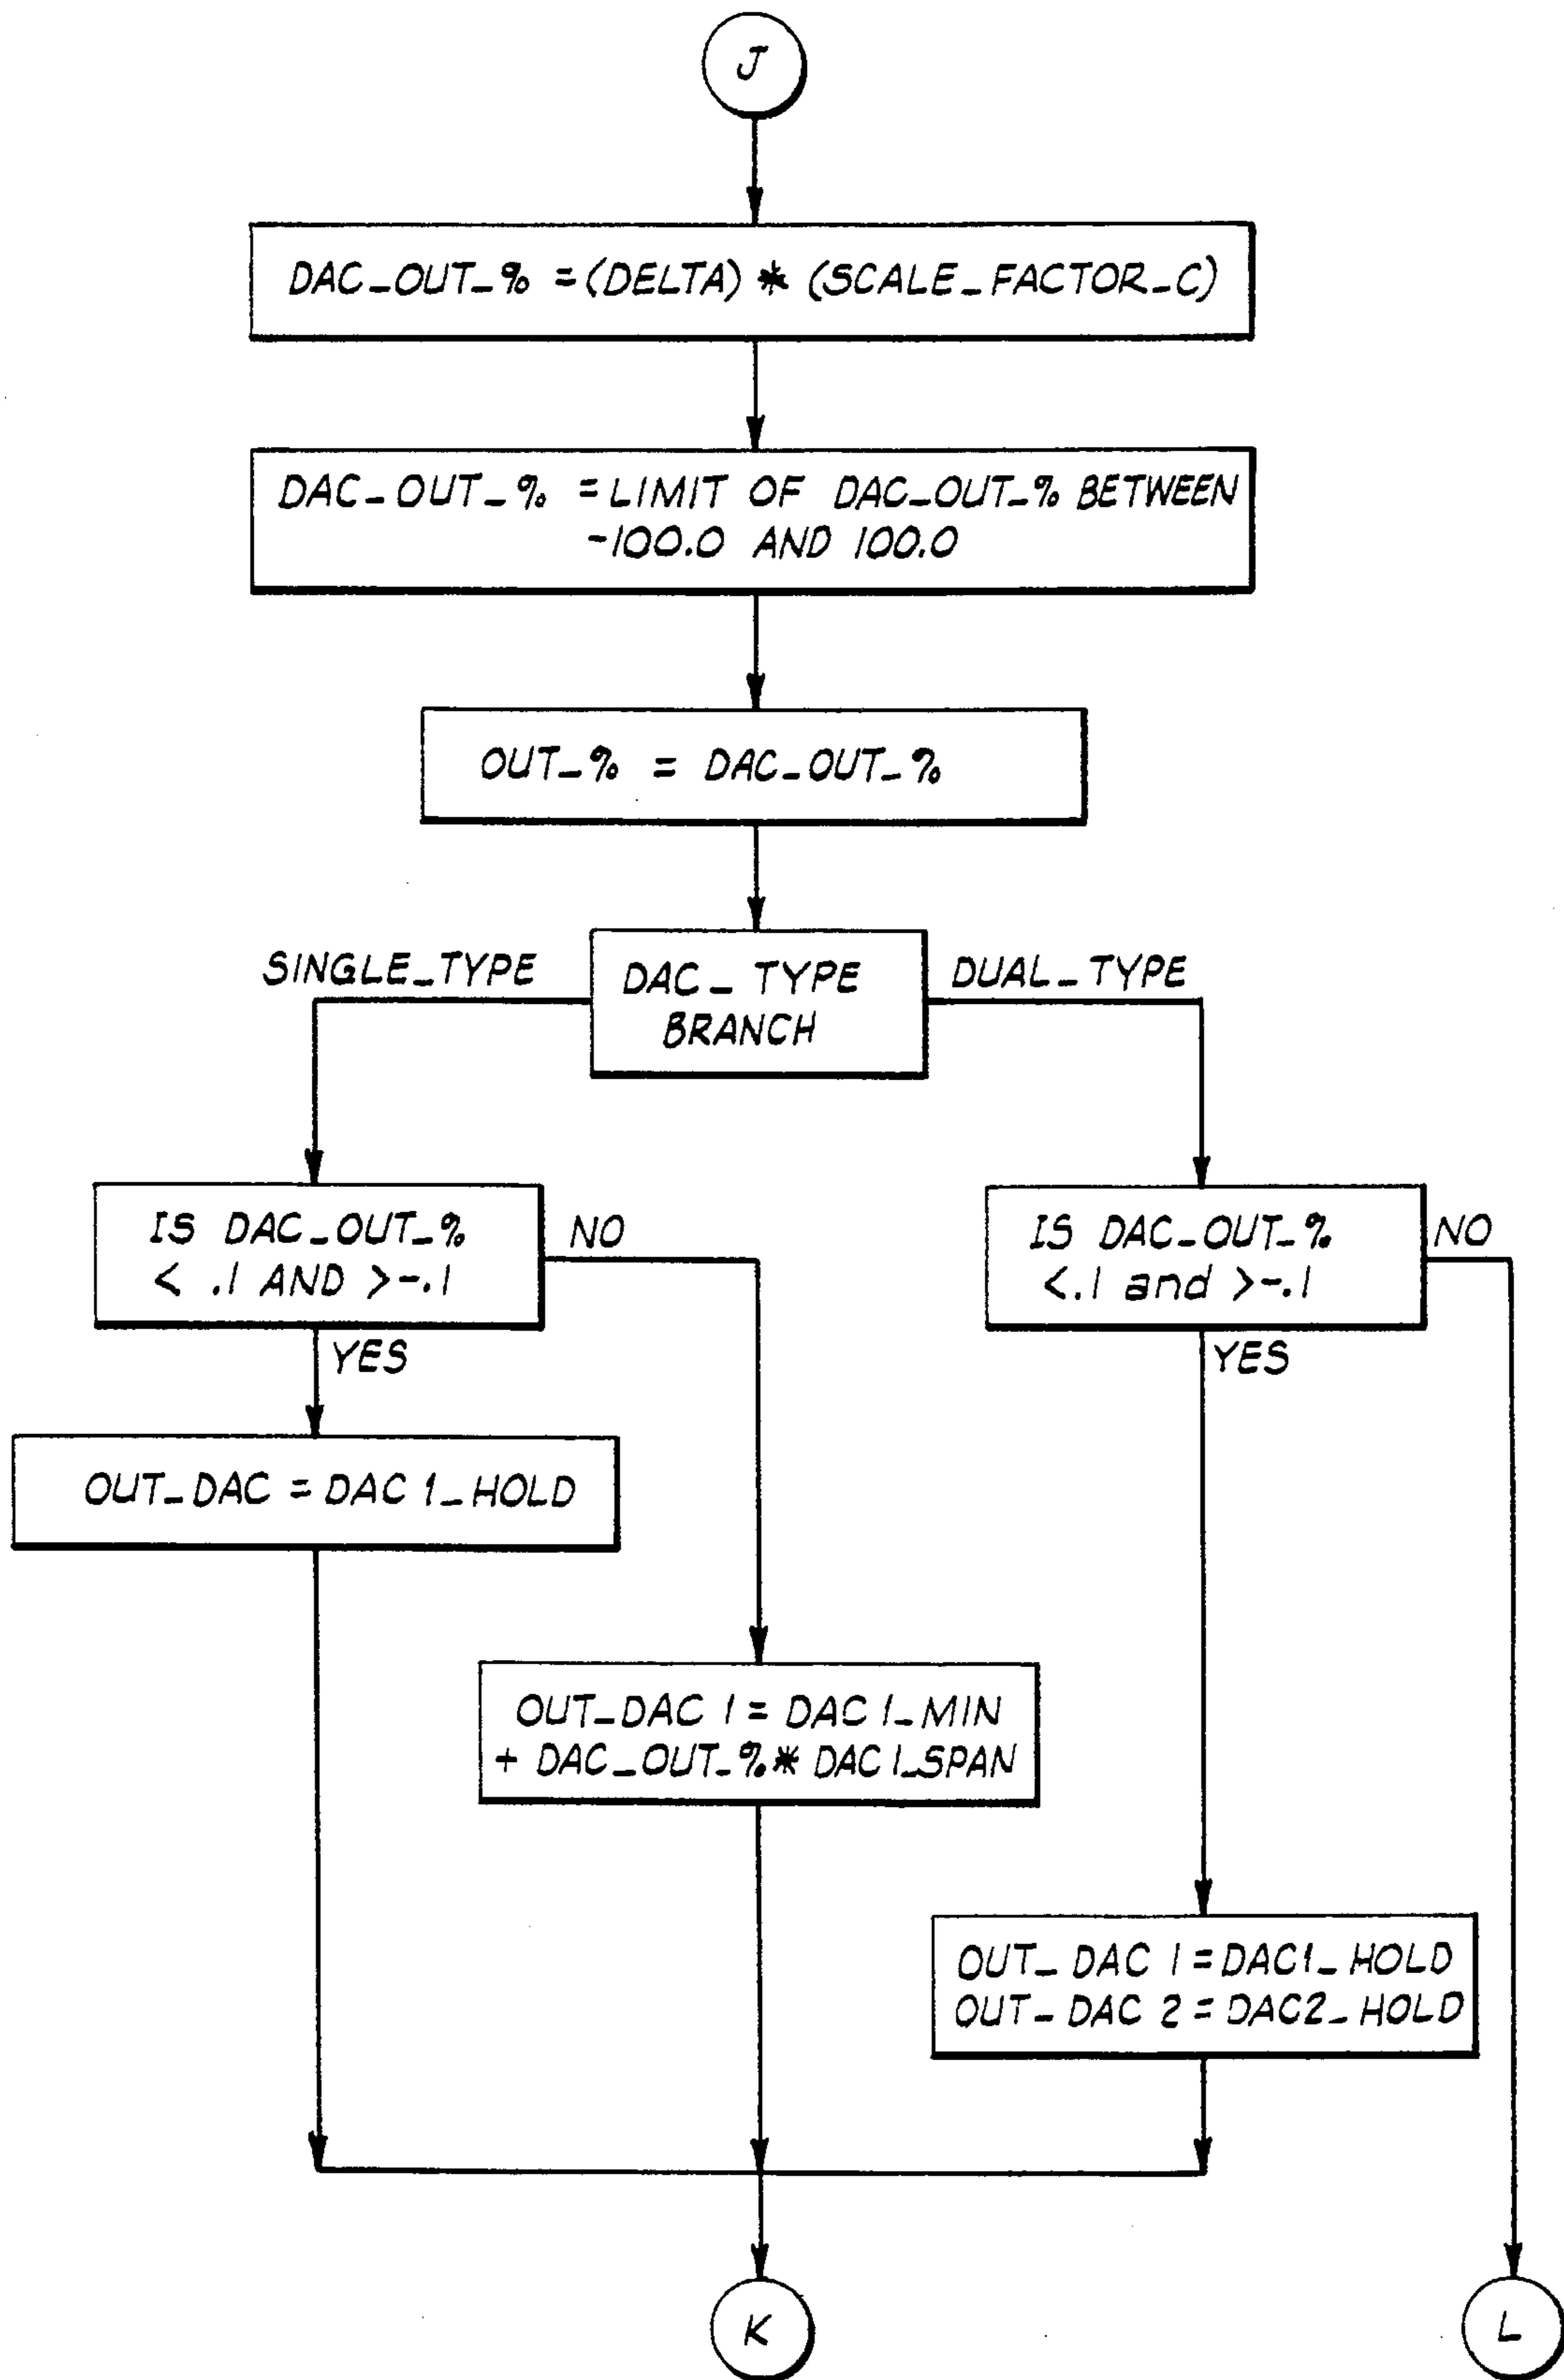 J
DAC_OUT_% = (DELTA) * (SCALE_FACTOR_C)
DAC_OUT_% = LIMIT OF DAC_OUT_% BETWEEN
-100.0 AND 100.0
OUT_% = DAC_OUT_%
SINGLE_TYPE
DAC_TYPE
BRANCH
DUAL_TYPE
IS DAC_OUT_%
< .1 AND >-.1
NO
YES
IS DAC_OUT_%
<.1 and >-.1
NO
YES
OUT_DAC = DAC 1_HOLD
OUT_DAC 1 = DAC 1_MIN
+ DAC_OUT_% * DAC 1_SPAN
OUT_DAC 1 = DAC1_HOLD
OUT_DAC 2 = DAC2_HOLD
K
L